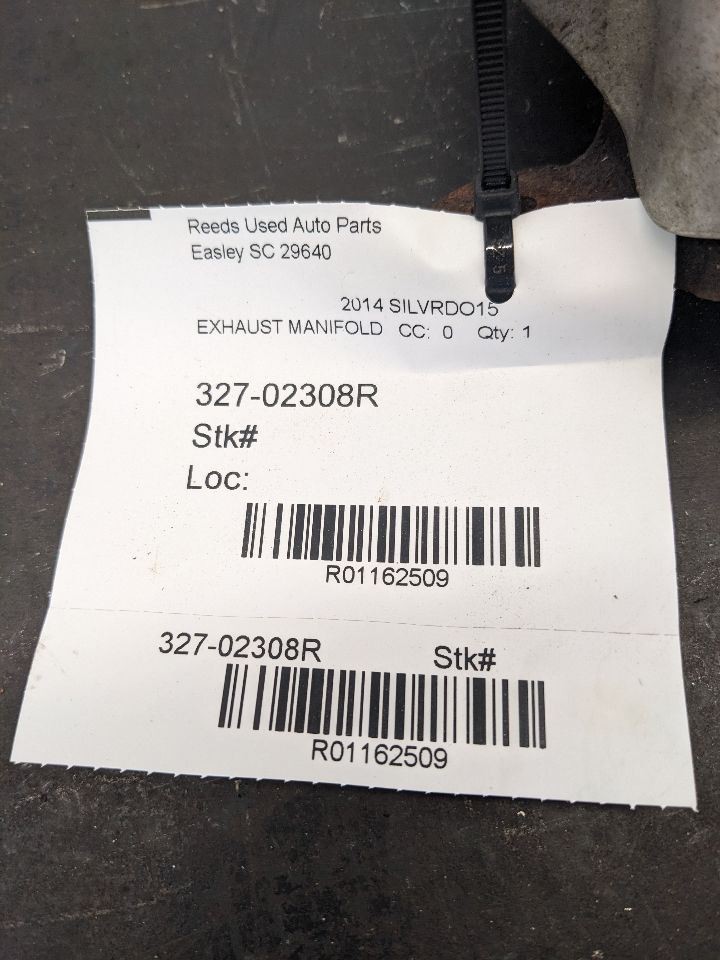 Reeds Used Auto Parts
Easley SC 29640
2014 SILVRDO15
EXHAUST MANIFOLD CC: 0 Qty: 1
327-02308R
Stk#
Loc:
R01162509
327-02308R Stk#
R01162509